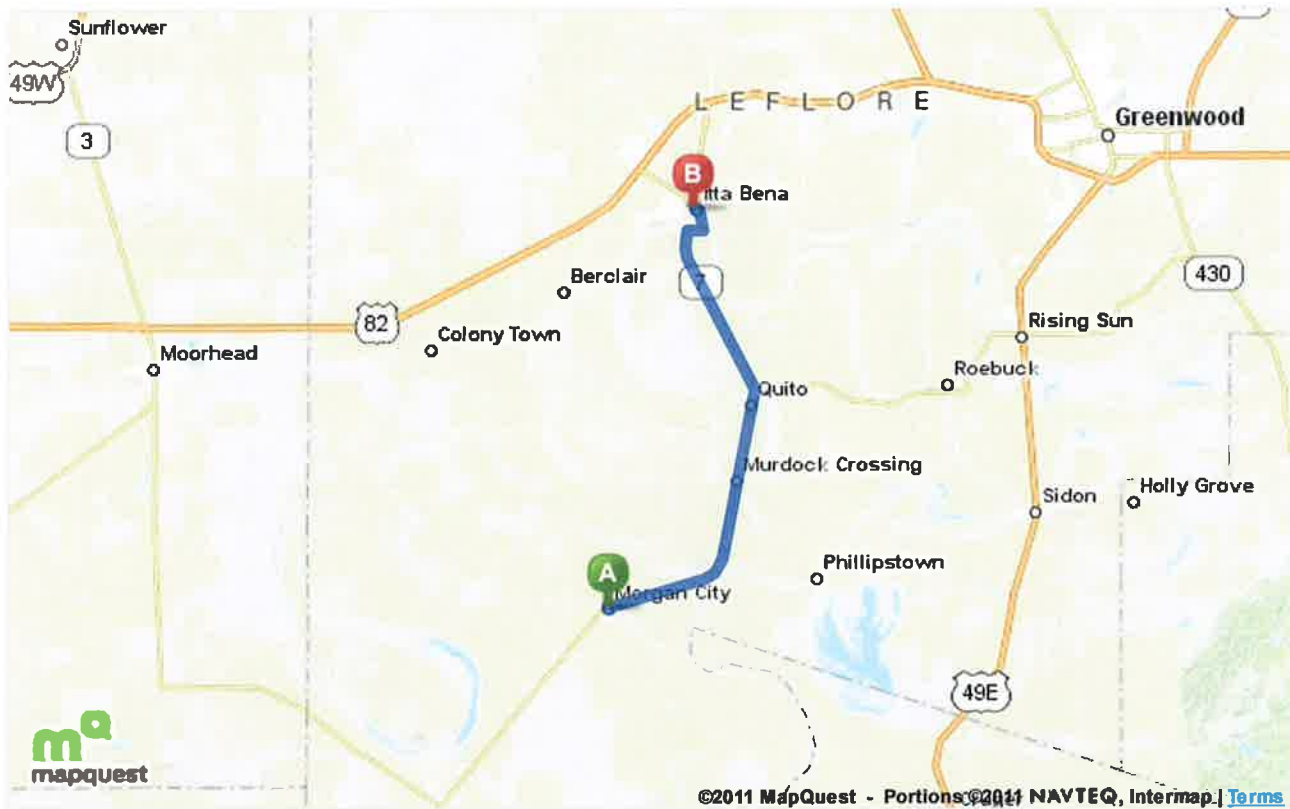 Sunflower
49W
3
LEFLORE
Greenwood
B
Itta Bena
7
430
Berclair
82
Colony Town
Rising Sun
Moorhead
Roebuck
Quito
Murdock Crossing
Holly Grove
Sidon
A
Phillipstown
Morgan City
49E
mQ
mapquest
©2011 MapQuest - Portions ©2011 NAVTEQ, Intermap | Terms